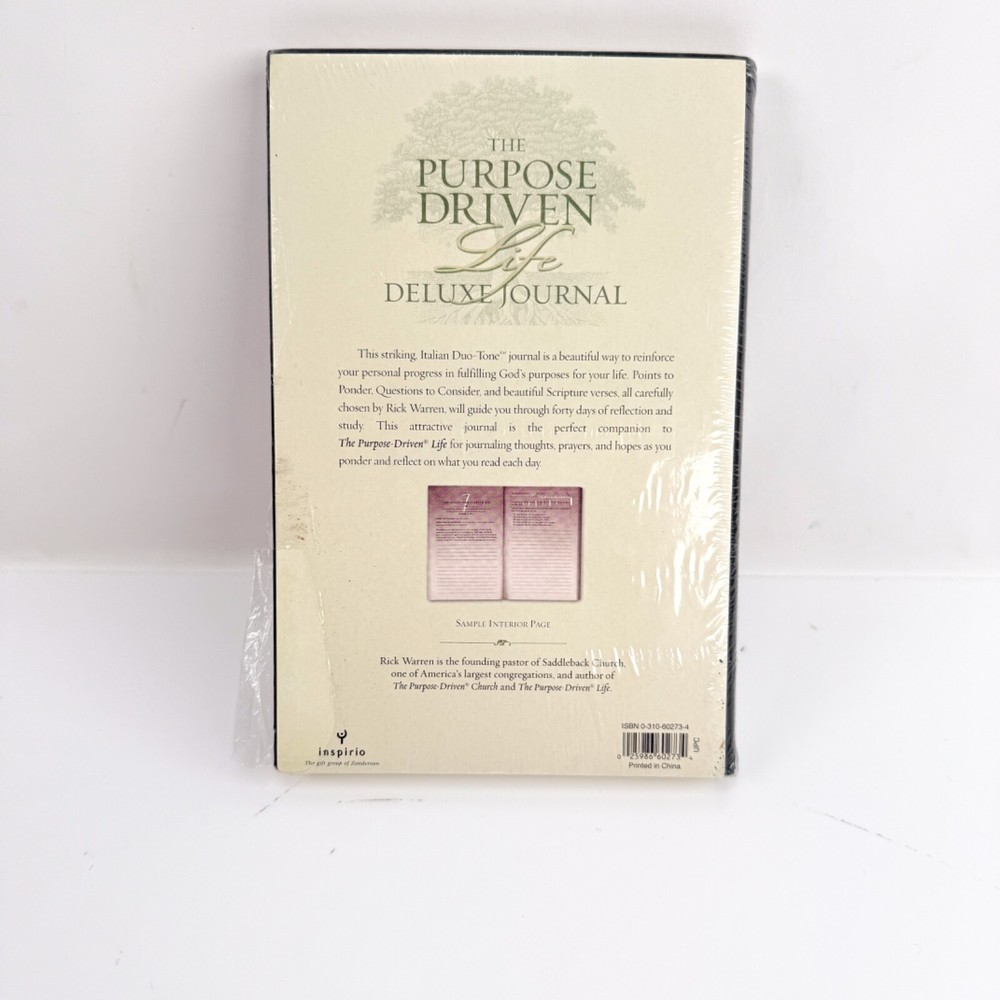 THE
PURPOSE
DRIVEN
Life
DELUXE JOURNAL
This striking, Italian Duo-Tone™ journal is a beautiful way to reinforce
your personal progress in fulfilling God's purposes for your life. Points to
Ponder, Questions to Consider, and beautiful Scripture verses, all carefully
chosen by Rick Warren, will guide you through forty days of reflection and
study. This attractive journal is the perfect companion to
The Purpose-Driven® Life for journaling thoughts, prayers, and hopes as you
ponder and reflect on what you read each day.
7
SAMPLE INTERIOR PAGE
Rick Warren is the founding pastor of Saddleback Church,
one of America's largest congregations, and author of
The Purpose-Driven® Church and The Purpose-Driven® Life.
inspirio
The gift group of Zondervan
ISBN 0-310-60273-4
UPC
0 25986 60273 4
Printed in China